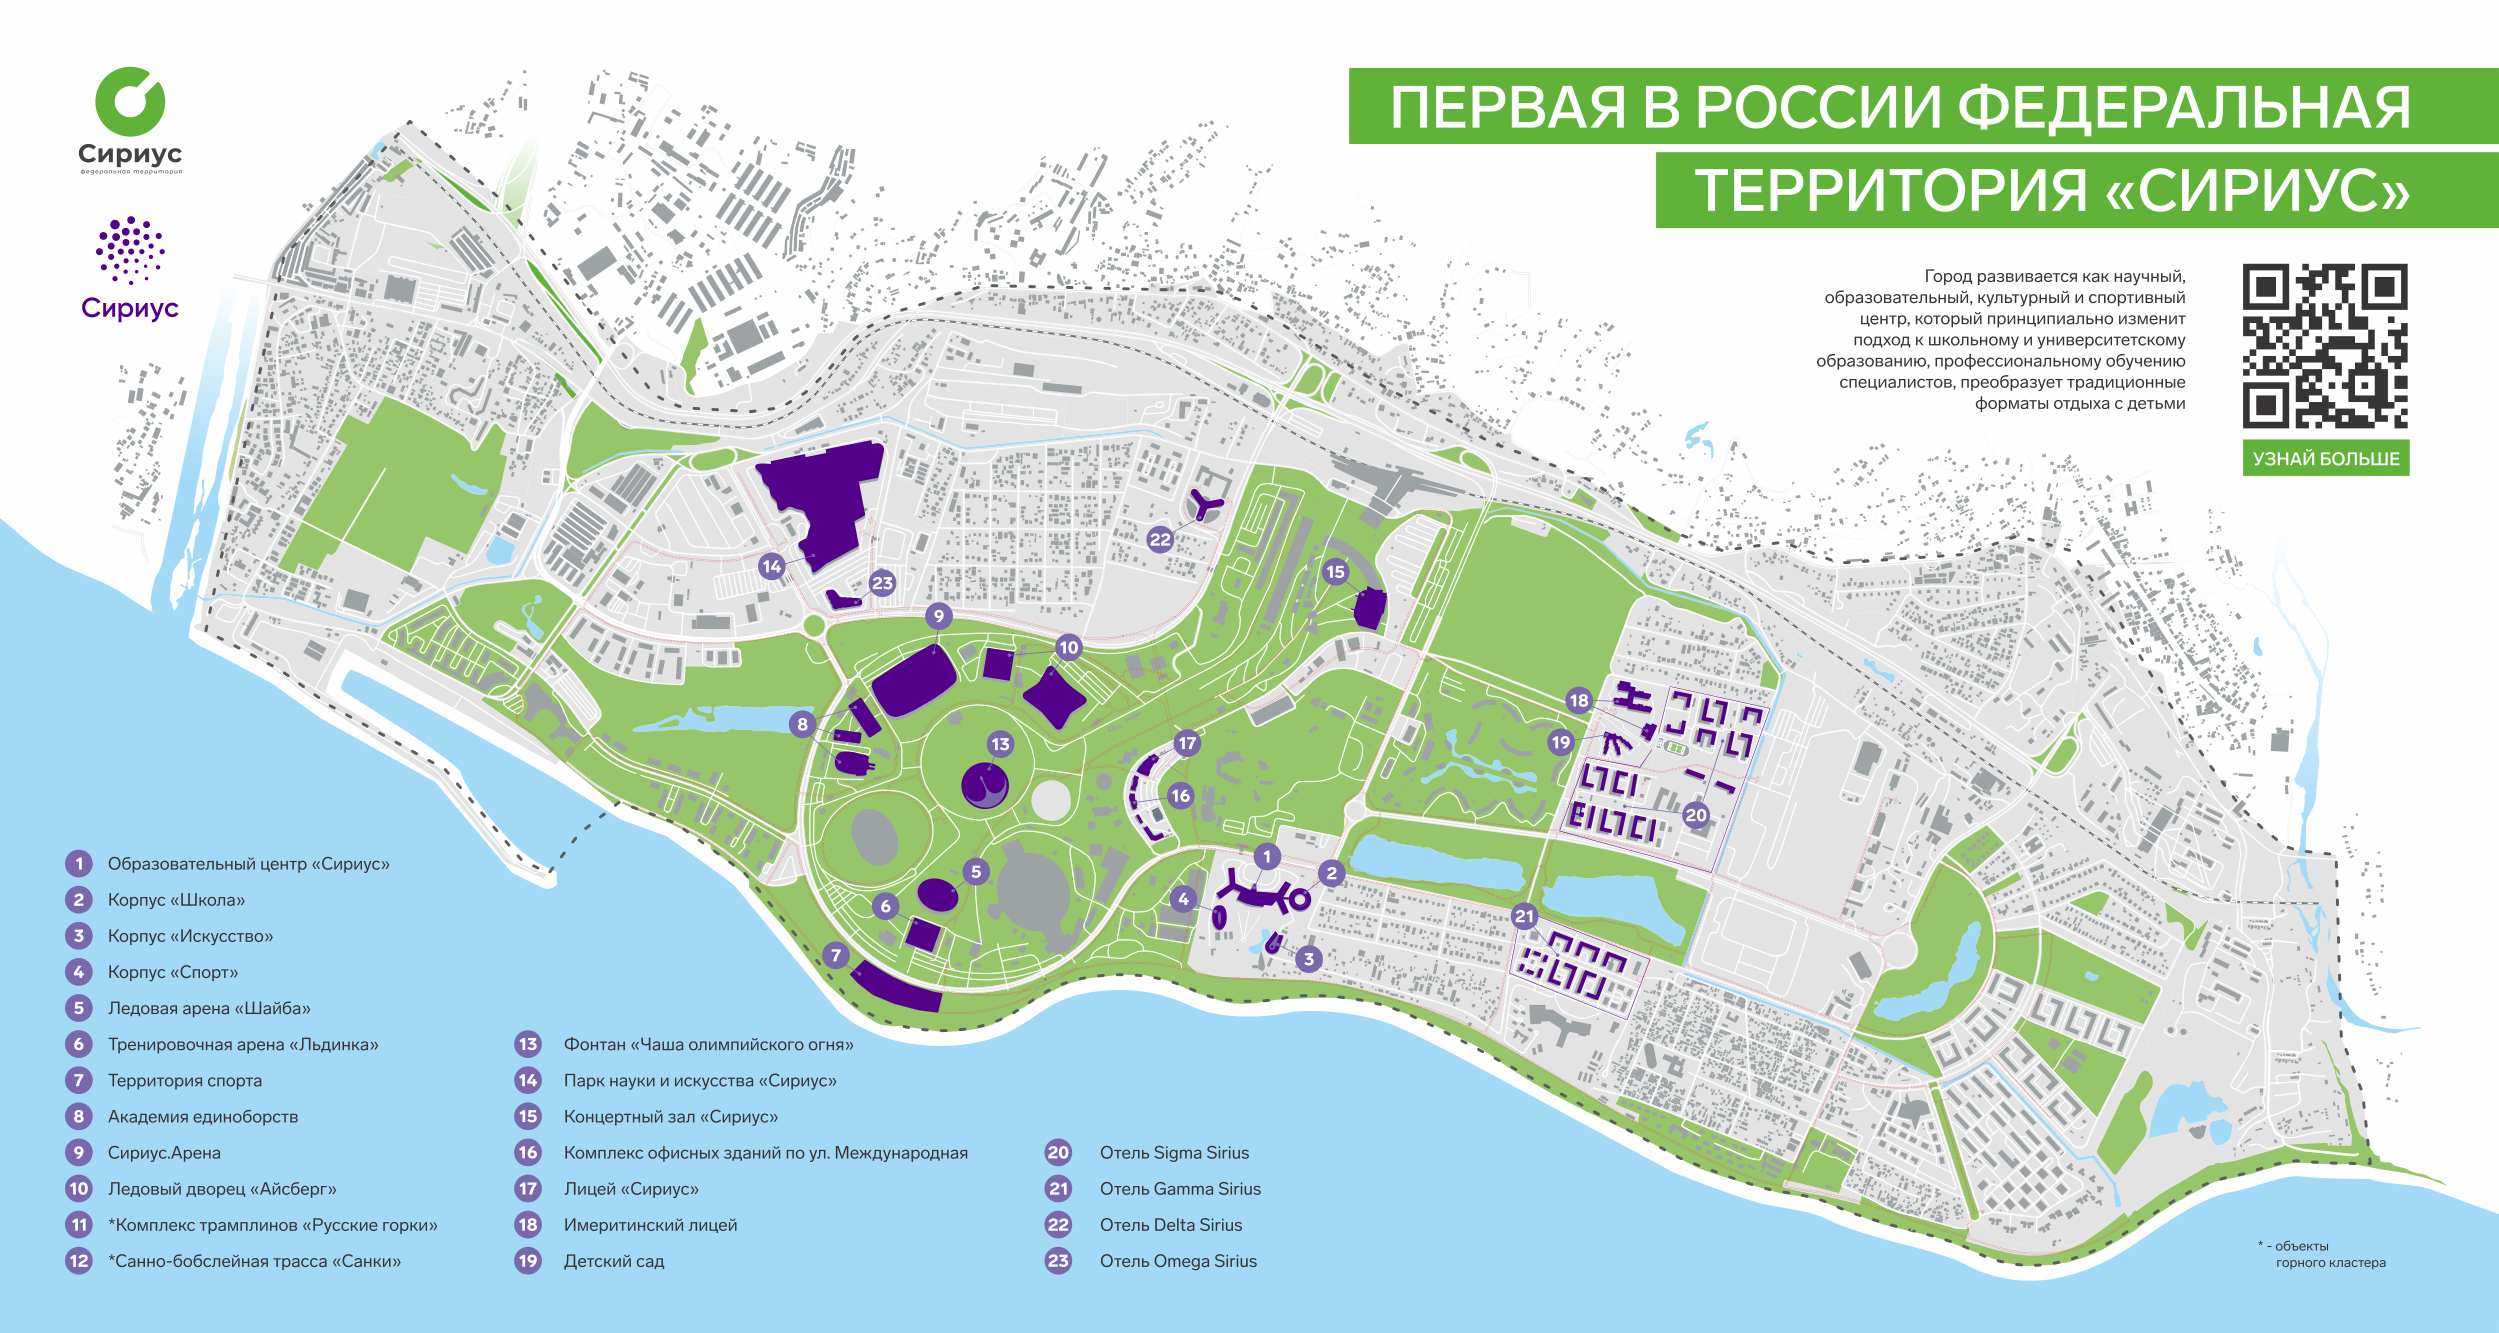 Сириус
федеральная территория
Сириус
ПЕРВАЯ В РОССИИ ФЕДЕРАЛЬНАЯ
ТЕРРИТОРИЯ «СИРИУС»
Город развивается как научный,
образовательный, культурный и спортивный
центр, который принципиально изменит
подход к школьному и университетскому
образованию, профессиональному обучению
специалистов, преобразует традиционные
форматы отдыха с детьми
УЗНАЙ БОЛЬШЕ
22
14
15
23
9
10
18
8
13
17
19
16
20
1
5
2
4
6
21
7
3
1 Образовательный центр «Сириус»
2 Корпус «Школа»
3 Корпус «Искусство»
4 Корпус «Спорт»
5 Ледовая арена «Шайба»
6 Тренировочная арена «Льдинка»
7 Территория спорта
8 Академия единоборств
9 Сириус.Арена
10 Ледовый дворец «Айсберг»
11 *Комплекс трамплинов «Русские горки»
12 *Санно-бобслейная трасса «Санки»
13 Фонтан «Чаша олимпийского огня»
14 Парк науки и искусства «Сириус»
15 Концертный зал «Сириус»
16 Комплекс офисных зданий по ул. Международная
17 Лицей «Сириус»
18 Имеритинский лицей
19 Детский сад
20 Отель Sigma Sirius
21 Отель Gamma Sirius
22 Отель Delta Sirius
23 Отель Omega Sirius
* - объекты
горного кластера